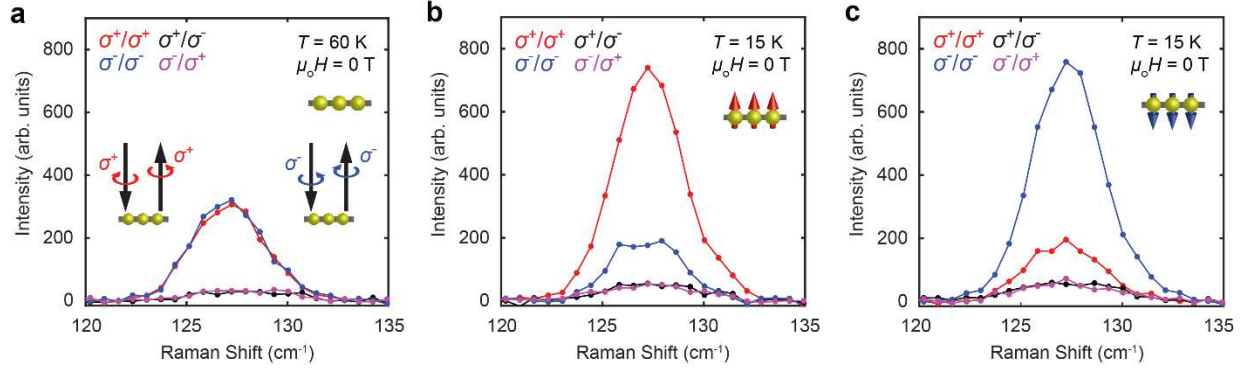 a
σ⁺/σ⁺ σ⁺/σ⁻
σ⁻/σ⁻ σ⁻/σ⁺
T = 60 K
μₒH = 0 T
σ⁺
σ⁺
σ⁻
σ⁻
800
600
400
200
0
Intensity (arb. units)
120 125 130 135
Raman Shift (cm⁻¹)
b
σ⁺/σ⁺ σ⁺/σ⁻
σ⁻/σ⁻ σ⁻/σ⁺
T = 15 K
μₒH = 0 T
800
600
400
200
0
Intensity (arb. units)
120 125 130 135
Raman Shift (cm⁻¹)
c
σ⁺/σ⁺ σ⁺/σ⁻
σ⁻/σ⁻ σ⁻/σ⁺
T = 15 K
μₒH = 0 T
800
600
400
200
0
Intensity (arb. units)
120 125 130 135
Raman Shift (cm⁻¹)